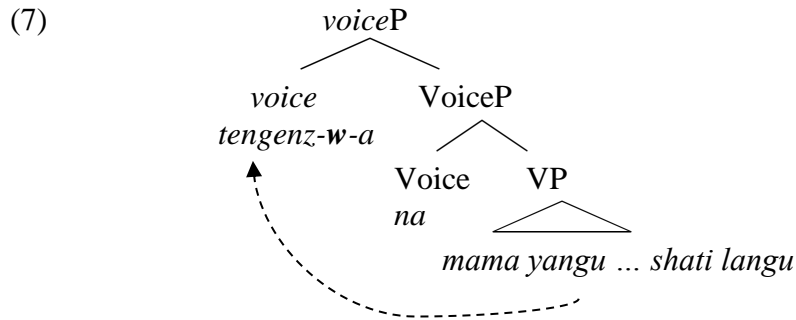 (7) voiceP
voice VoiceP
tengenz-w-a
Voice VP
na
mama yangu ... shati langu